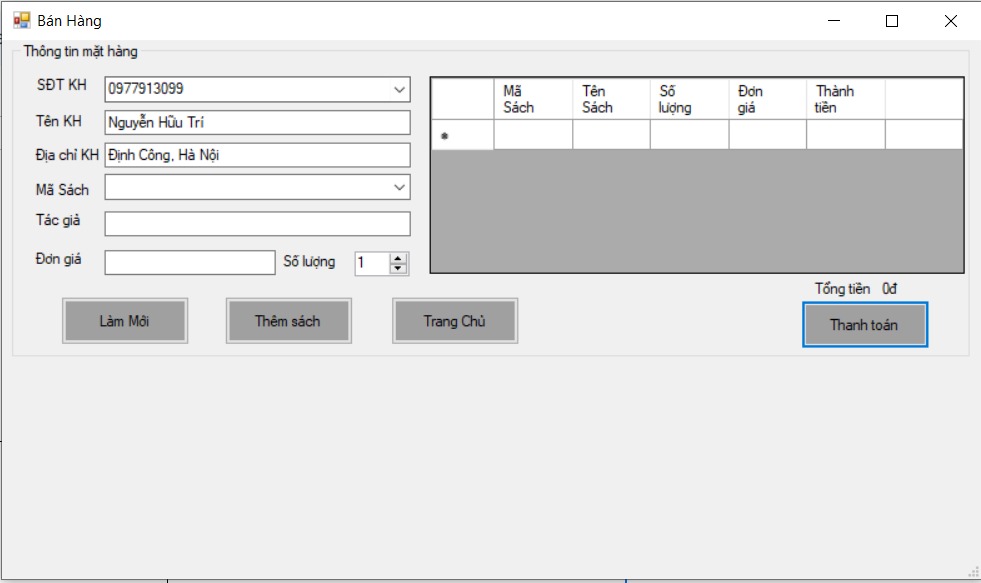 Bán Hàng
Thông tin mặt hàng
SĐT KH 0977913099
Tên KH Nguyễn Hữu Trí
Địa chỉ KH Định Công, Hà Nội
Mã Sách
Tác giả
Đơn giá Số lượng 1
Làm Mới Thêm sách Trang Chủ
Mã Sách Tên Sách Số lượng Đơn giá Thành tiền
Tổng tiền 0đ
Thanh toán